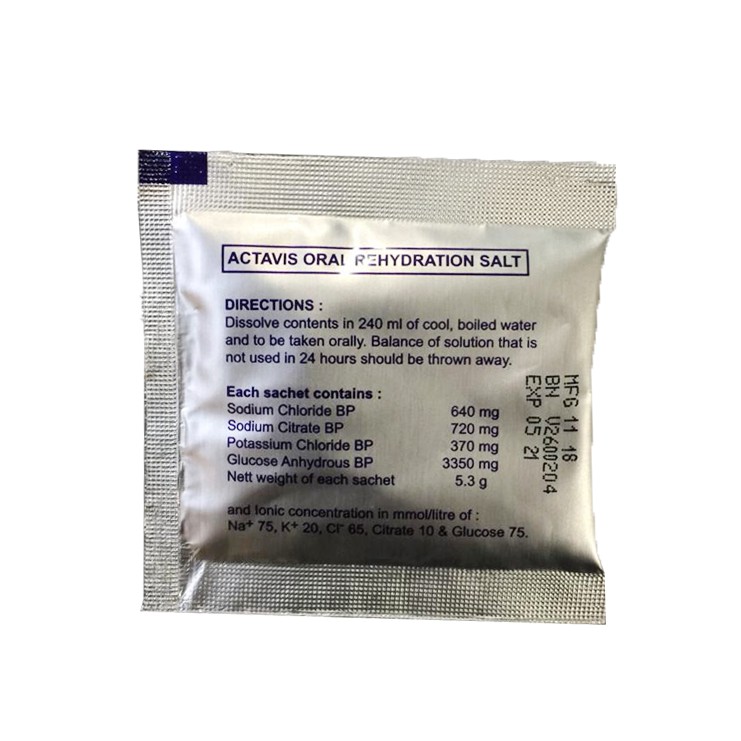 ACTAVIS ORAL REHYDRATION SALT
DIRECTIONS :
Dissolve contents in 240 ml of cool, boiled water
and to be taken orally. Balance of solution that is
not used in 24 hours should be thrown away.
Each sachet contains :
Sodium Chloride BP 640 mg
Sodium Citrate BP 720 mg
Potassium Chloride BP 370 mg
Glucose Anhydrous BP 3350 mg
Nett weight of each sachet 5.3 g
and Ionic concentration in mmol/litre of :
Na+ 75, K+ 20, Cl- 65, Citrate 10 & Glucose 75.
MFG 11 18
BN V2600204
EXP 05 21